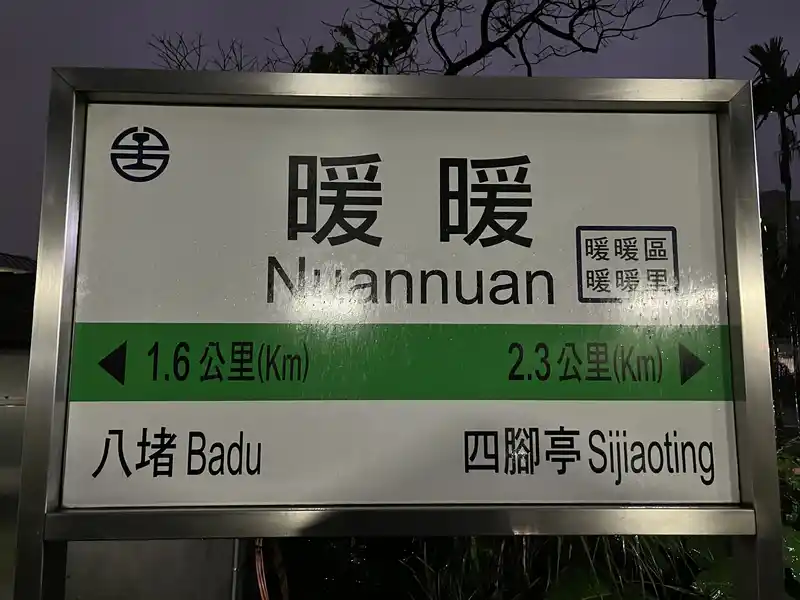 暖暖
Nuannuan
暖暖區
暖暖里
1.6公里(Km)
2.3公里(Km)
八堵 Badu
四腳亭 Sijiaoting